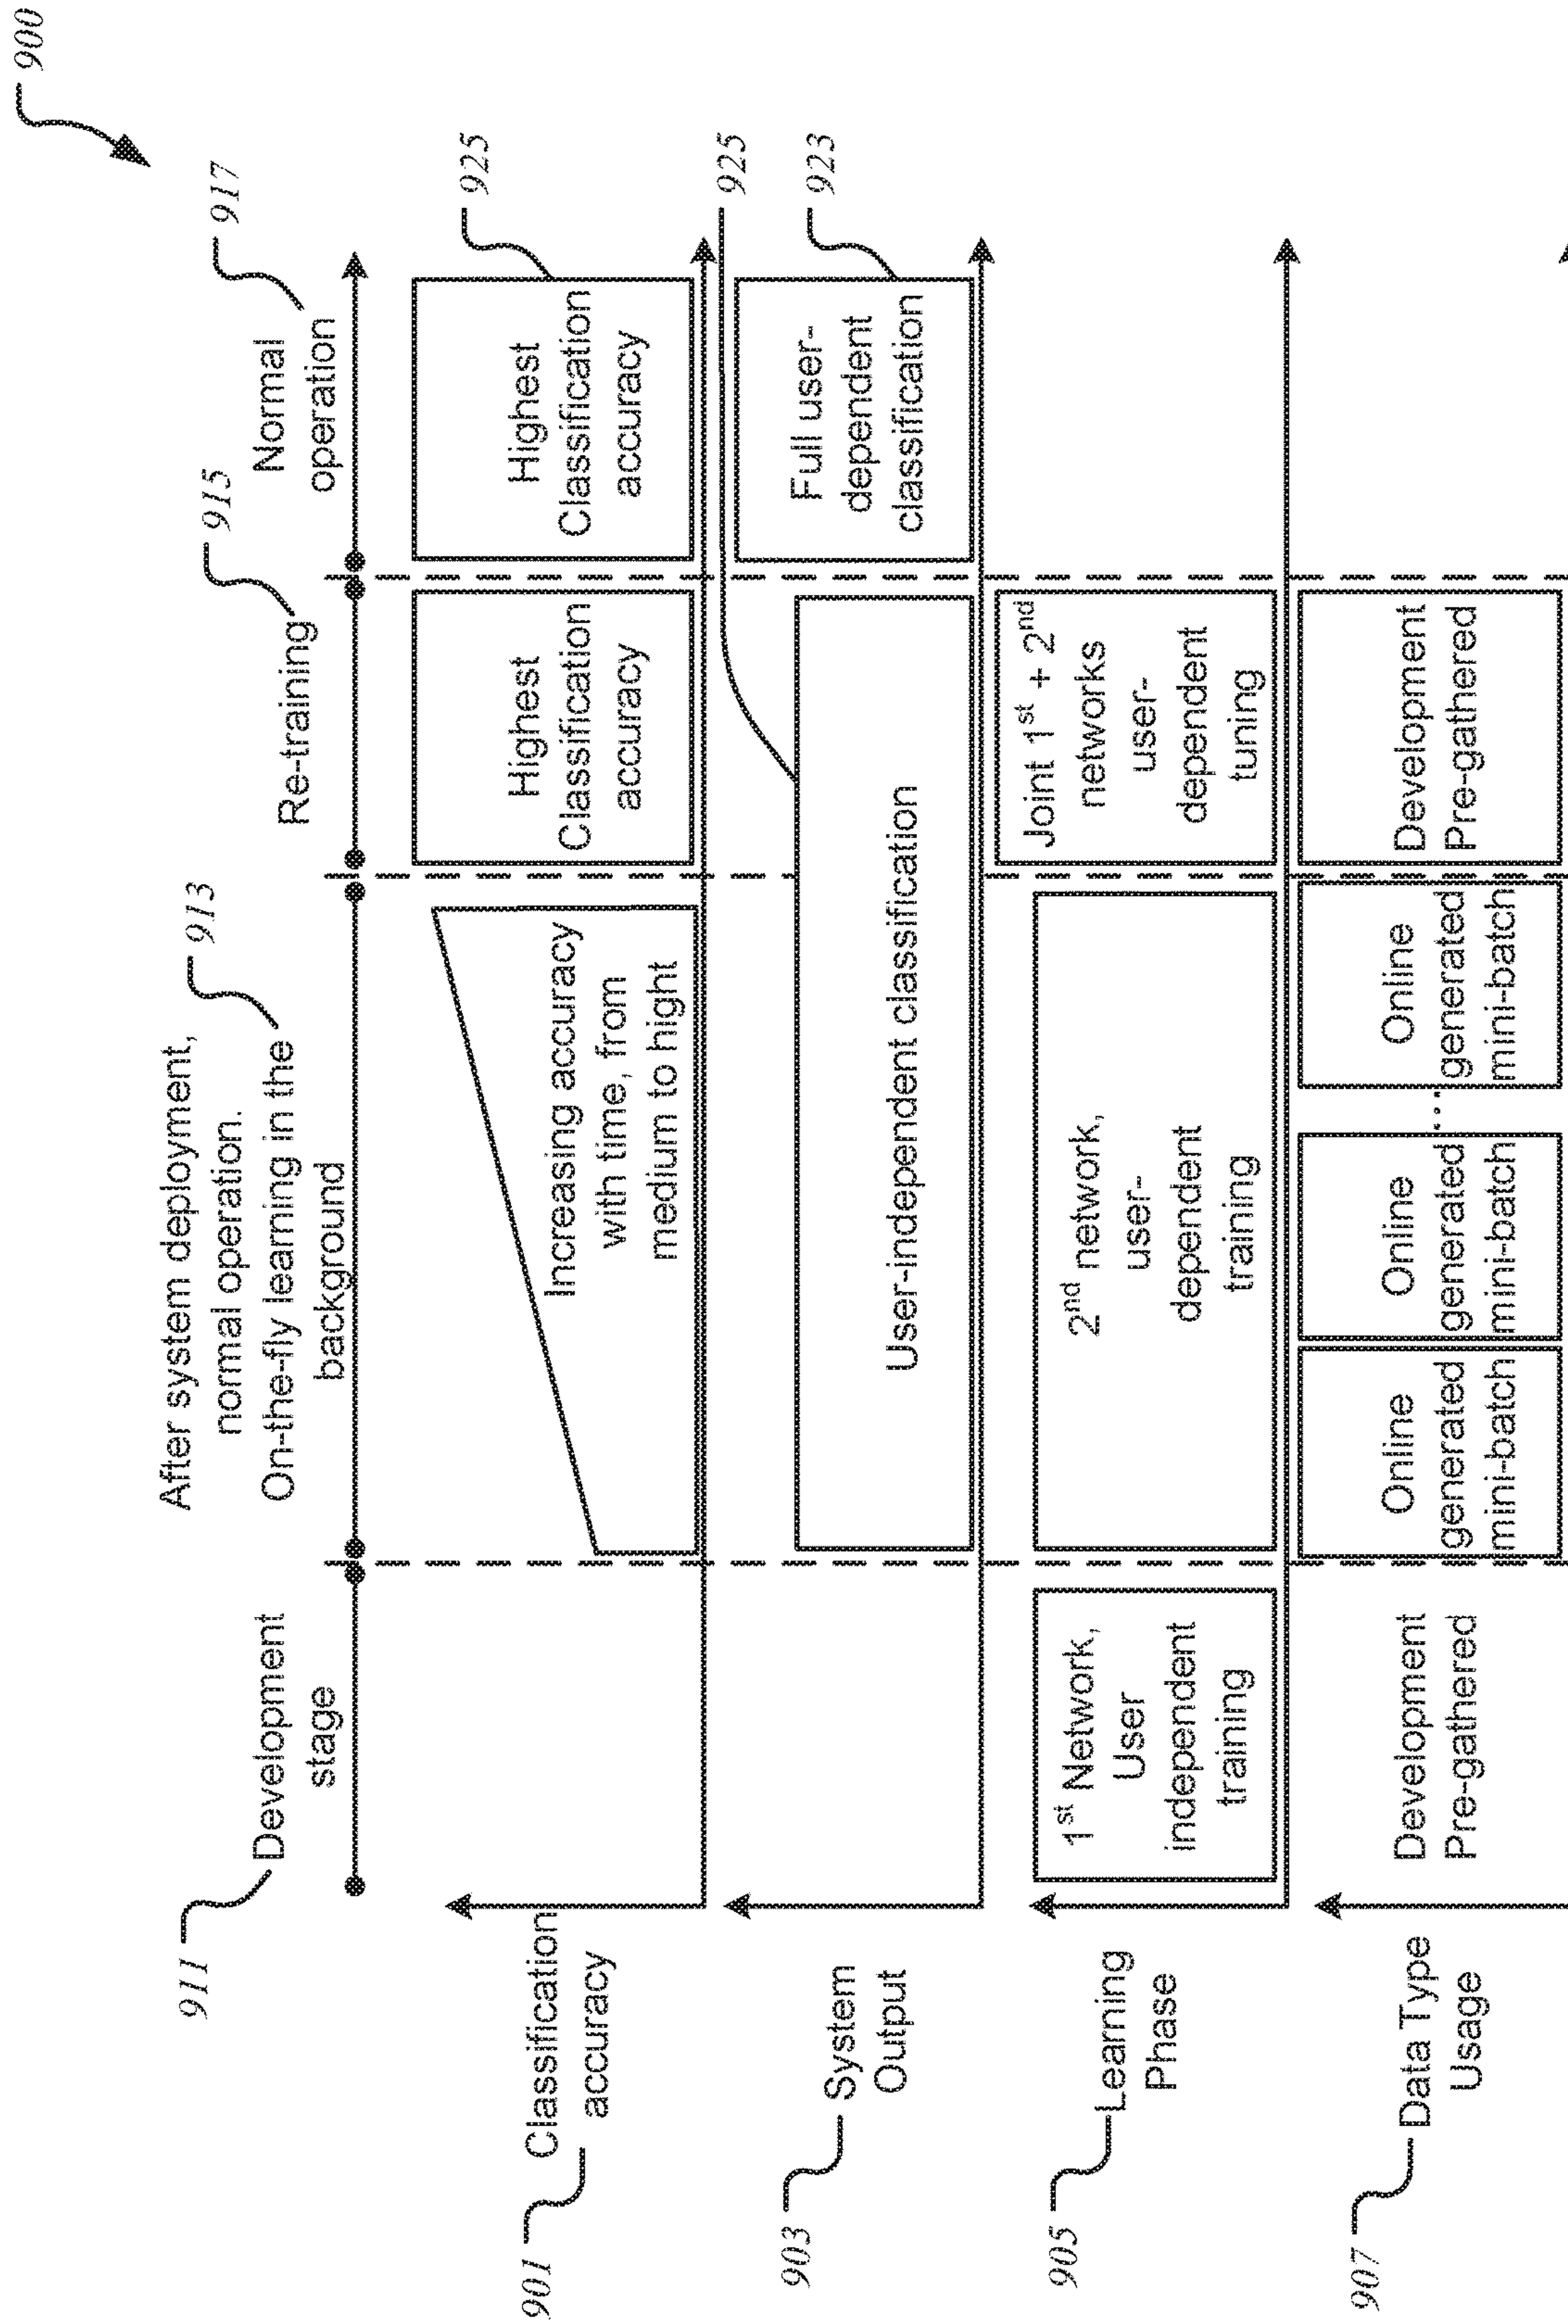 900
911
Development
stage
After system deployment,
normal operation.
On-the-fly learning in the
background
913
Re-training
915
Normal
operation
917
901
Classification
accuracy
Increasing accuracy
with time, from
medium to hight
Highest
Classification
accuracy
Highest
Classification
accuracy
925
903
System
Output
User-independent classification
925
Full user-
dependent
classification
923
905
Learning
Phase
1st Network,
User
independent
training
2nd network,
user-
dependent
training
Joint 1st + 2nd
networks
user-
dependent
tuning
907
Data Type
Usage
Development
Pre-gathered
Online
generated
mini-batch
Online
generated
mini-batch
...
Online
generated
mini-batch
Development
Pre-gathered